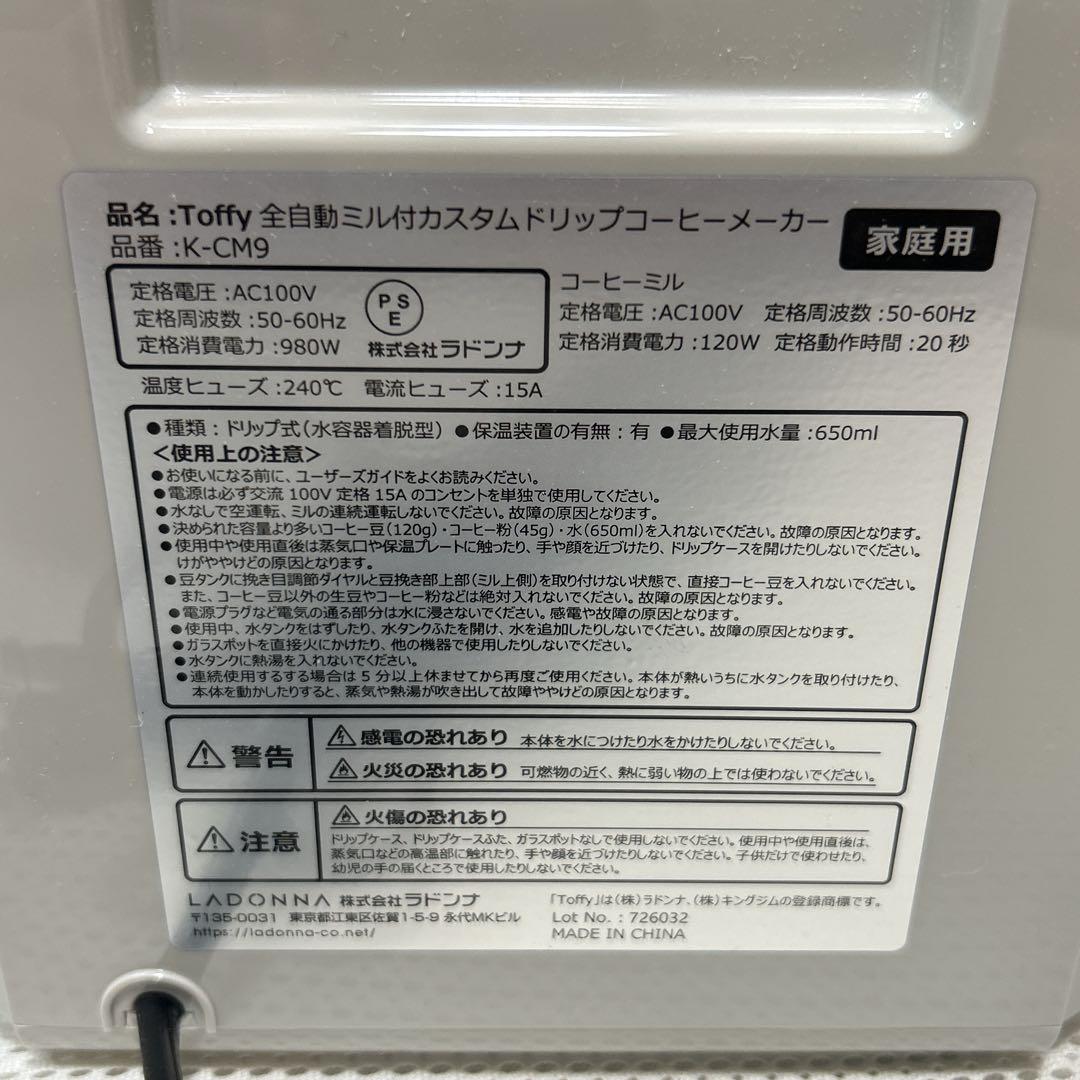 品名 :Toffy 全自動ミル付カスタムドリップコーヒーメーカー
品番 :K-CM9
家庭用
定格電圧 :AC100V
定格周波数 :50-60Hz
定格消費電力 :980W
PSE
株式会社ラドンナ
コーヒーミル
定格電圧 :AC100V 定格周波数 :50-60Hz
定格消費電力 :120W 定格動作時間 :20 秒
温度ヒューズ :240℃ 電流ヒューズ :15A
●種類 : ドリップ式(水容器着脱型) ●保温装置の有無 : 有 ●最大使用水量 :650ml
<使用上の注意>
●お使いになる前に、ユーザーズガイドをよくお読みください。
●電源は必ず交流 100V 定格 15A のコンセントを単独で使用してください。
●水なしで空運転、ミルの連続運転しないでください。故障の原因となります。
●決められた容量より多いコーヒー豆(120g)・コーヒー粉(45g)・水(650ml)を入れないでください。故障の原因となります。
●使用中や使用直後は蒸気口や保温プレートに触ったり、手や顔を近づけたり、ドリップケースを開けたりしないでください。
けがややけどの原因となります。
●豆タンクに挽き目調節ダイヤルと豆挽き部上部(ミル上側)を取り付けない状態で、直接コーヒー豆を入れないでください。
また、コーヒー豆以外の生豆やコーヒー粉などは絶対入れないでください。故障の原因となります。
●電源プラグなど電気の通る部分は水に浸さないでください。感電や故障の原因となります。
●使用中、水タンクをはずしたり、水タンクふたを開け、水を追加したりしないでください。故障の原因となります。
●ガラスポットを直接火にかけたり、他の機器で使用したりしないでください。
●水タンクに熱湯を入れないでください。
●連続使用するする場合は 5 分以上休ませてから再度ご使用ください。本体が熱いうちに水タンクを取り付けたり、
本体を動かしたりすると、蒸気や熱湯が吹き出して故障ややけどの原因となります。
警告
感電の恐れあり 本体を水につけたり水をかけたりしないでください。
火災の恐れあり 可燃物の近く、熱に弱い物の上では使わないでください。
注意
火傷の恐れあり
ドリップケース、ドリップケースふた、ガラスポットなしで使用しないでください。使用中や使用直後は、
蒸気口などの高温部に触れたり、手や顔を近づけたりしないでください。子供だけで使わせたり、
幼児の手の届くところで使用したりしないでください。
LADONNA 株式会社ラドンナ
〒135-0031 東京都江東区佐賀1-5-9 永代MKビル
https://ladonna-co.net/
「Toffy」は(株)ラドンナ、(株)キングジムの登録商標です。
Lot No. : 726032
MADE IN CHINA